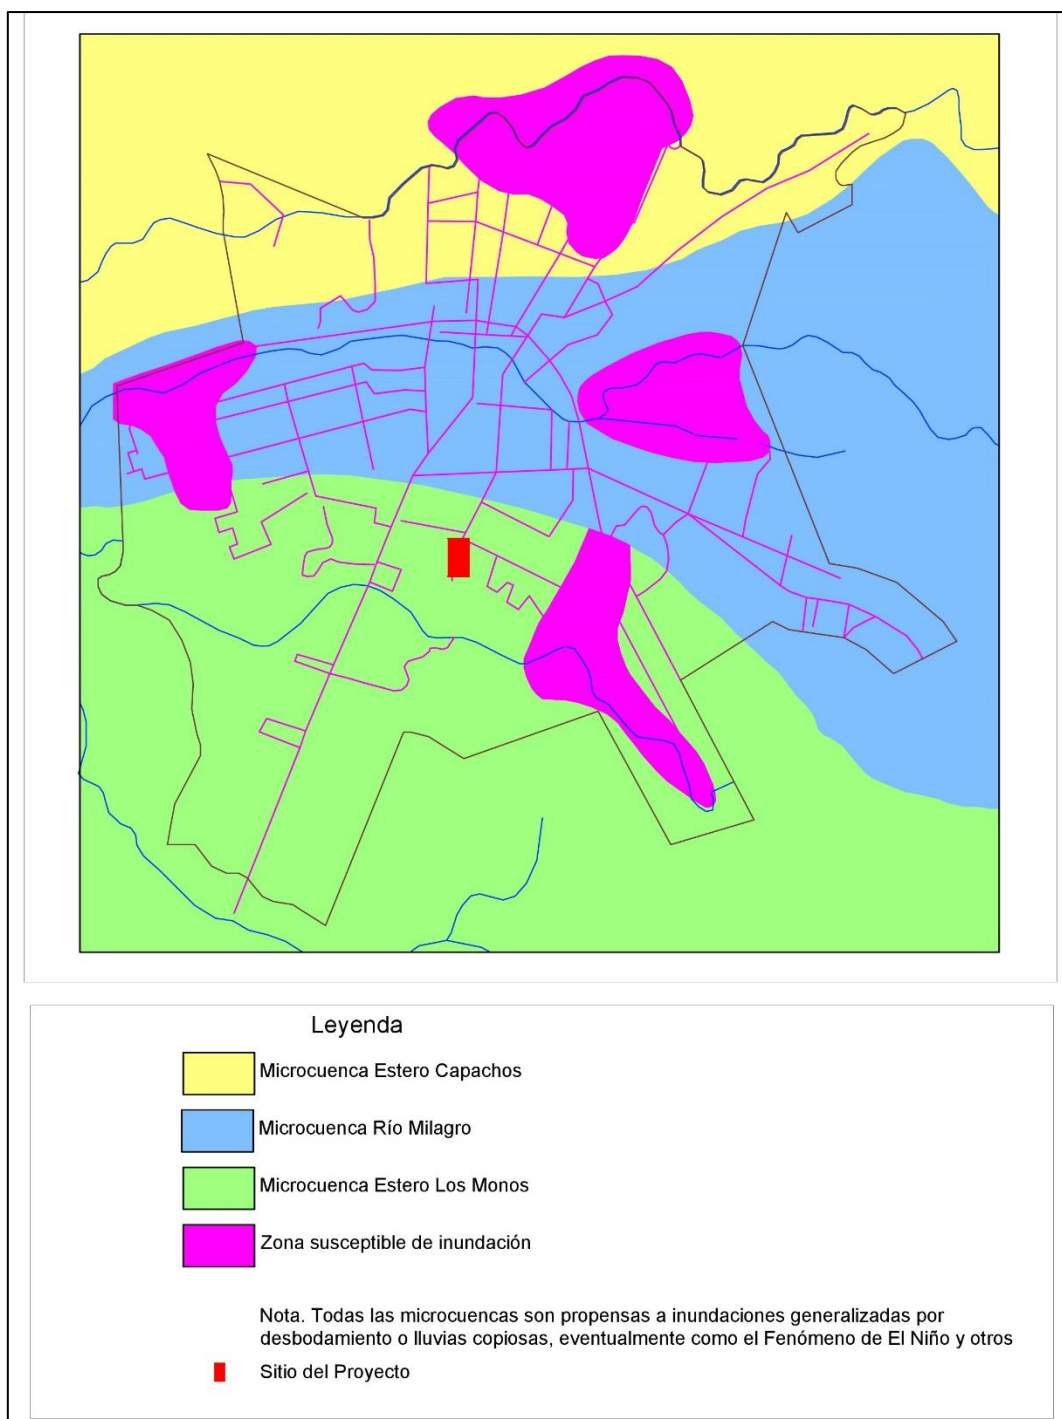 Leyenda
Microcuenca Estero Capachos
Microcuenca Río Milagro
Microcuenca Estero Los Monos
Zona susceptible de inundación
Nota. Todas las microcuencas son propensas a inundaciones generalizadas por
desbodamiento o lluvias copiosas, eventualmente como el Fenómeno de El Niño y otros
Sitio del Proyecto